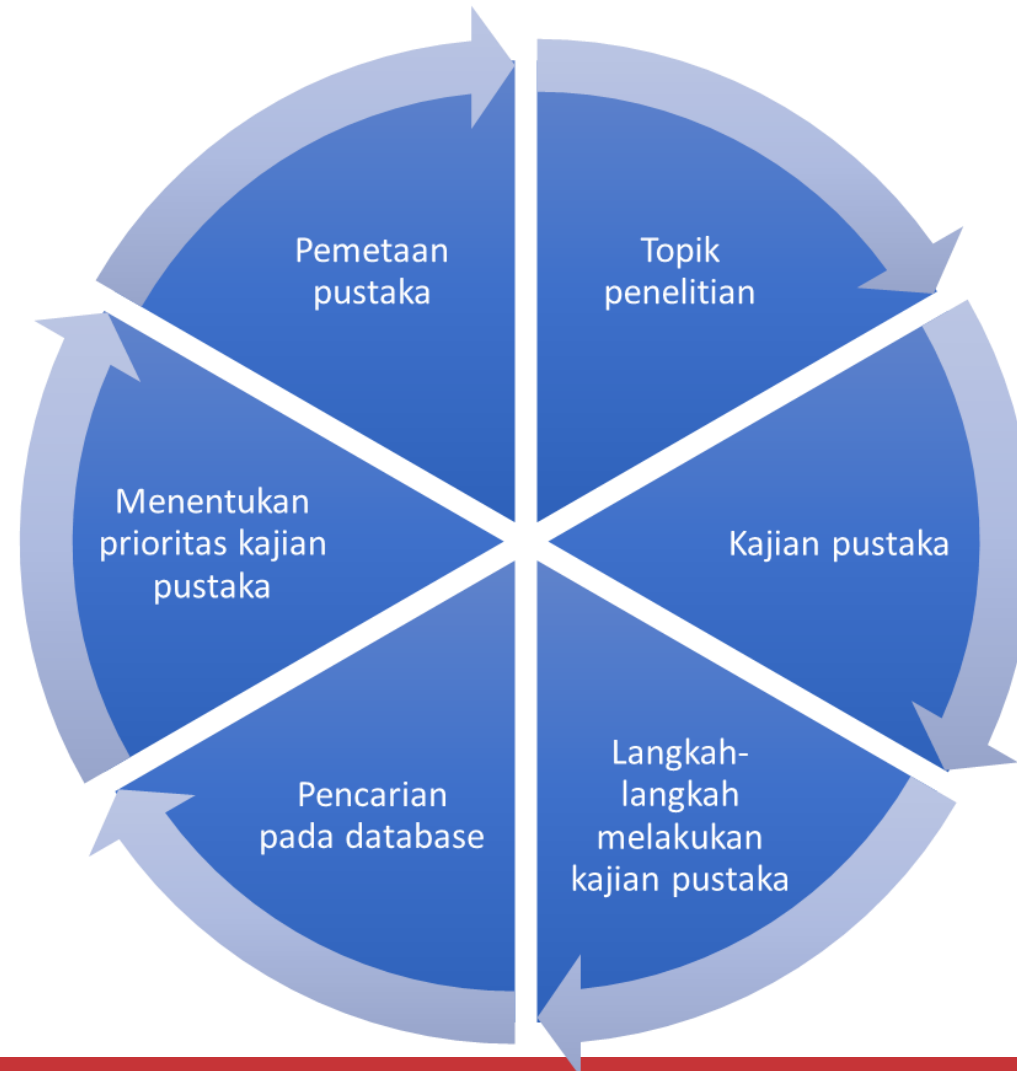 Topik
penelitian
Kajian pustaka
Langkah-
langkah
melakukan
kajian pustaka
Pencarian
pada database
Menentukan
prioritas kajian
pustaka
Pemetaan
pustaka